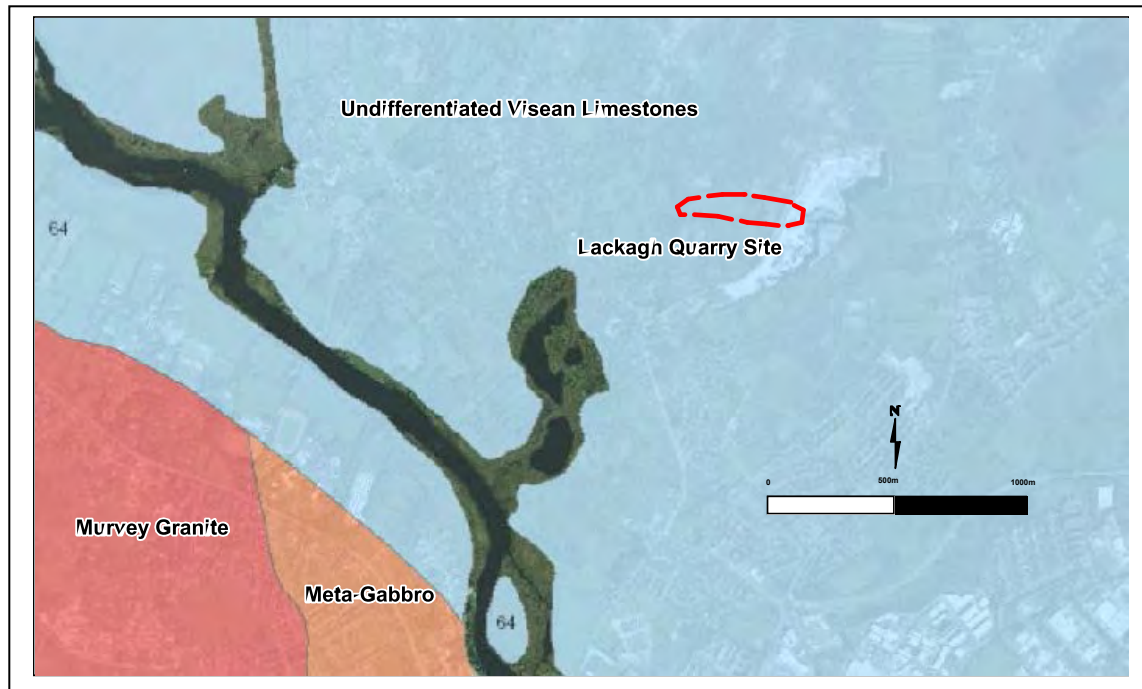 Undifferentiated Visean Limestones
64
Lackagh Quarry Site
N
0 500m 1000m
Murvey Granite
Meta-Gabbro
64